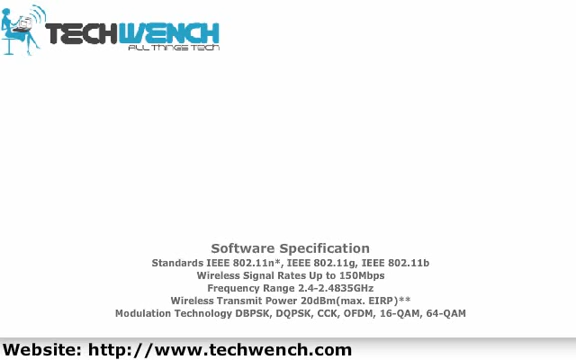 TECHWENCH
ALL THINGS TECH
Software Specification
Standards IEEE 802.11n*, IEEE 802.11g, IEEE 802.11b
Wireless Signal Rates Up to 150Mbps
Frequency Range 2.4-2.4835GHz
Wireless Transmit Power 20dBm(max. EIRP)**
Modulation Technology DBPSK, DQPSK, CCK, OFDM, 16-QAM, 64-QAM
Website: http://www.techwench.com